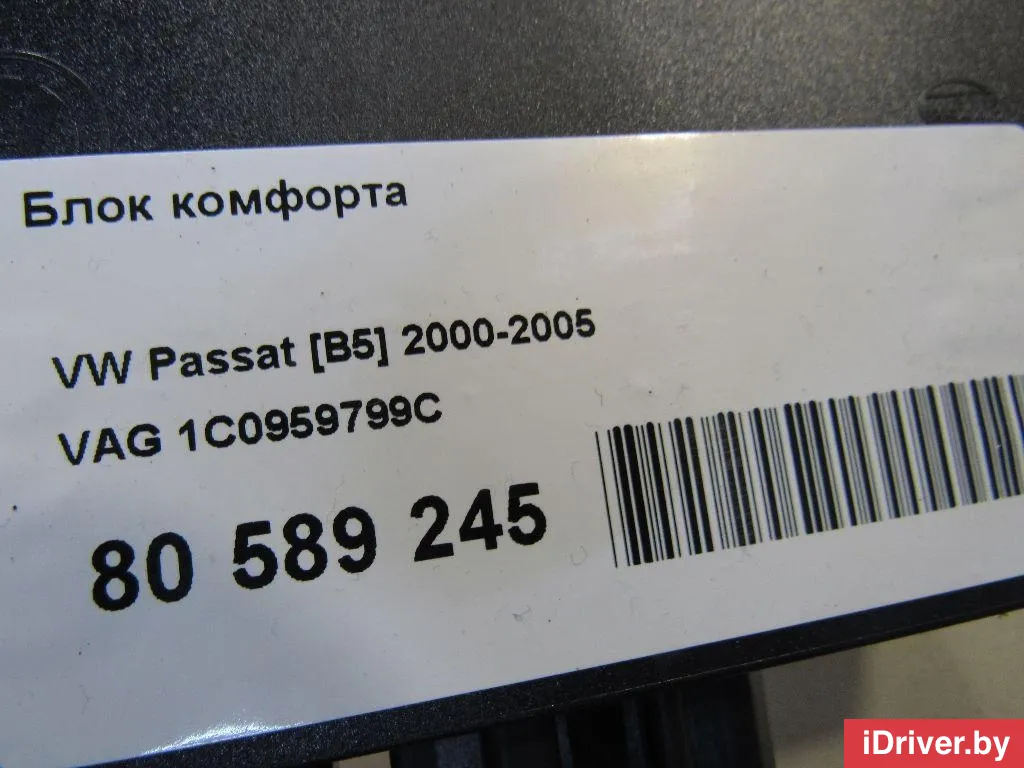 Блок комфорта
VW Passat [B5] 2000-2005
VAG 1C0959799C
80 589 245
iDriver.by